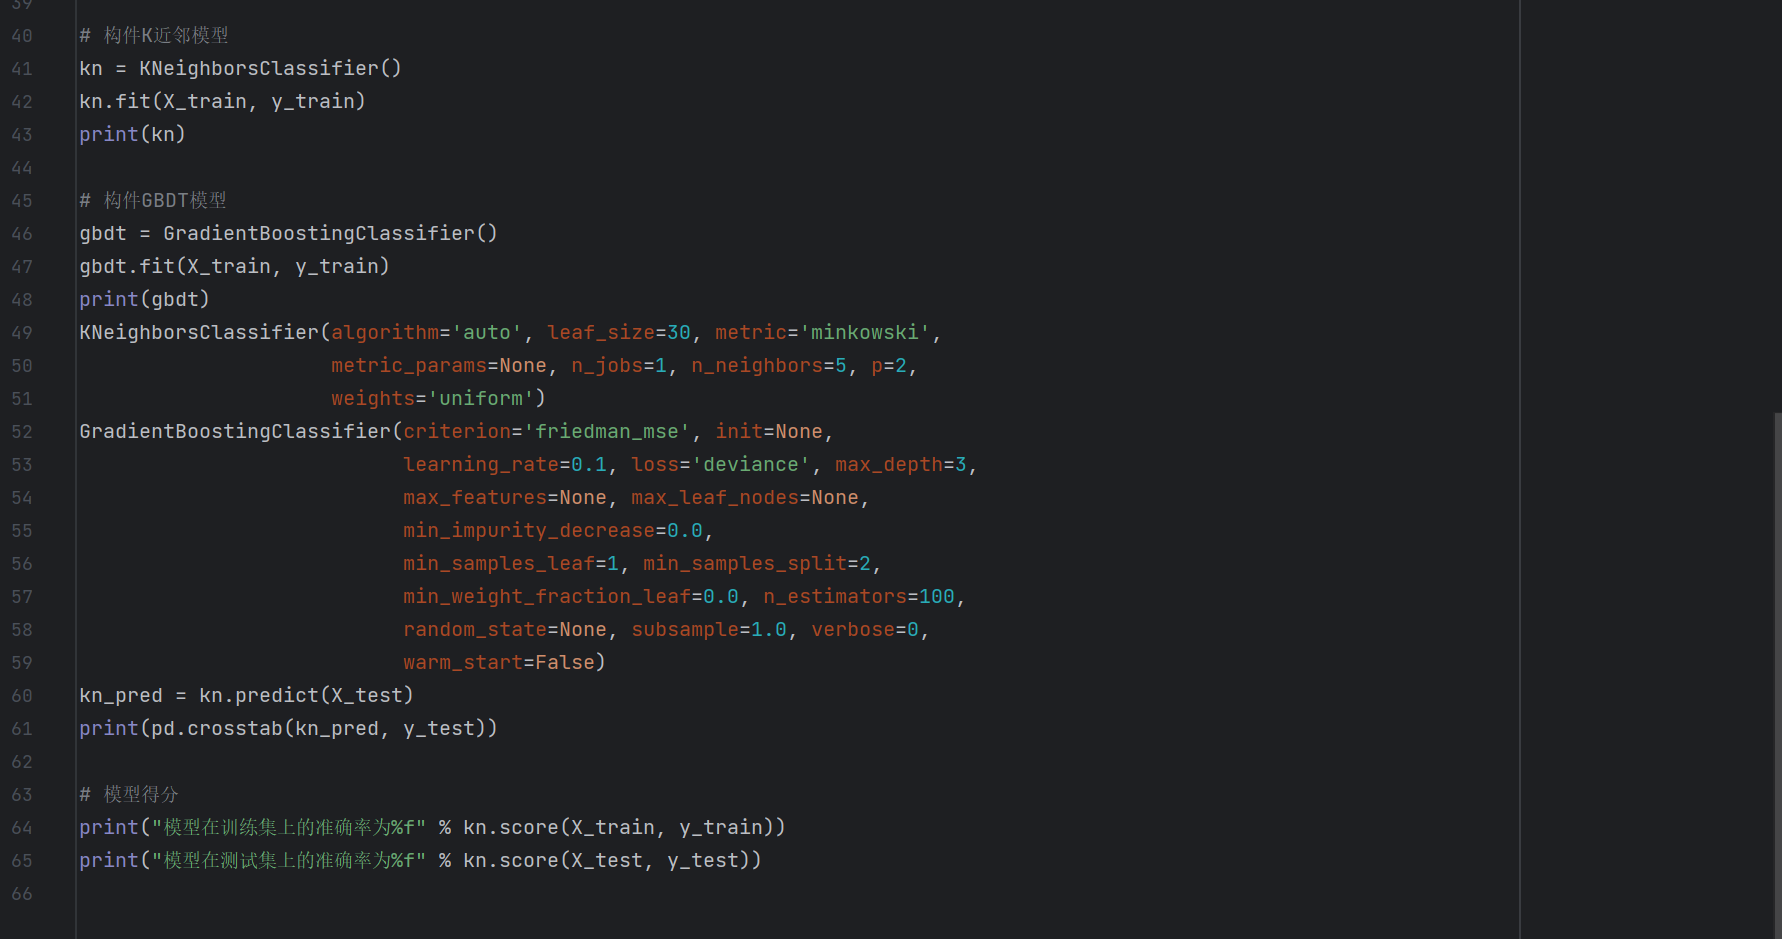 39
40 # 构件K近邻模型
41 kn = KNeighborsClassifier()
42 kn.fit(X_train, y_train)
43 print(kn)
44
45 # 构件GBDT模型
46 gbdt = GradientBoostingClassifier()
47 gbdt.fit(X_train, y_train)
48 print(gbdt)
49 KNeighborsClassifier(algorithm='auto', leaf_size=30, metric='minkowski',
50                      metric_params=None, n_jobs=1, n_neighbors=5, p=2,
51                      weights='uniform')
52 GradientBoostingClassifier(criterion='friedman_mse', init=None,
53                            learning_rate=0.1, loss='deviance', max_depth=3,
54                            max_features=None, max_leaf_nodes=None,
55                            min_impurity_decrease=0.0,
56                            min_samples_leaf=1, min_samples_split=2,
57                            min_weight_fraction_leaf=0.0, n_estimators=100,
58                            random_state=None, subsample=1.0, verbose=0,
59                            warm_start=False)
60 kn_pred = kn.predict(X_test)
61 print(pd.crosstab(kn_pred, y_test))
62
63 # 模型得分
64 print("模型在训练集上的准确率为%f" % kn.score(X_train, y_train))
65 print("模型在测试集上的准确率为%f" % kn.score(X_test, y_test))
66